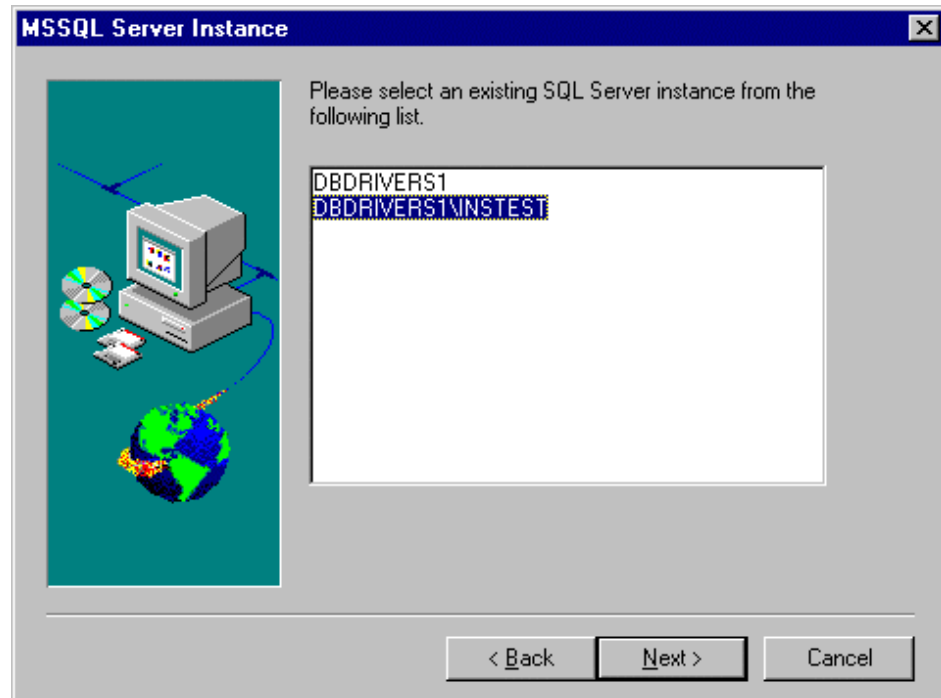 MSSQL Server Instance
Please select an existing SQL Server instance from the
following list.
DBDRIVERS1
DBDRIVERS1\INSTEST
< Back
Next >
Cancel